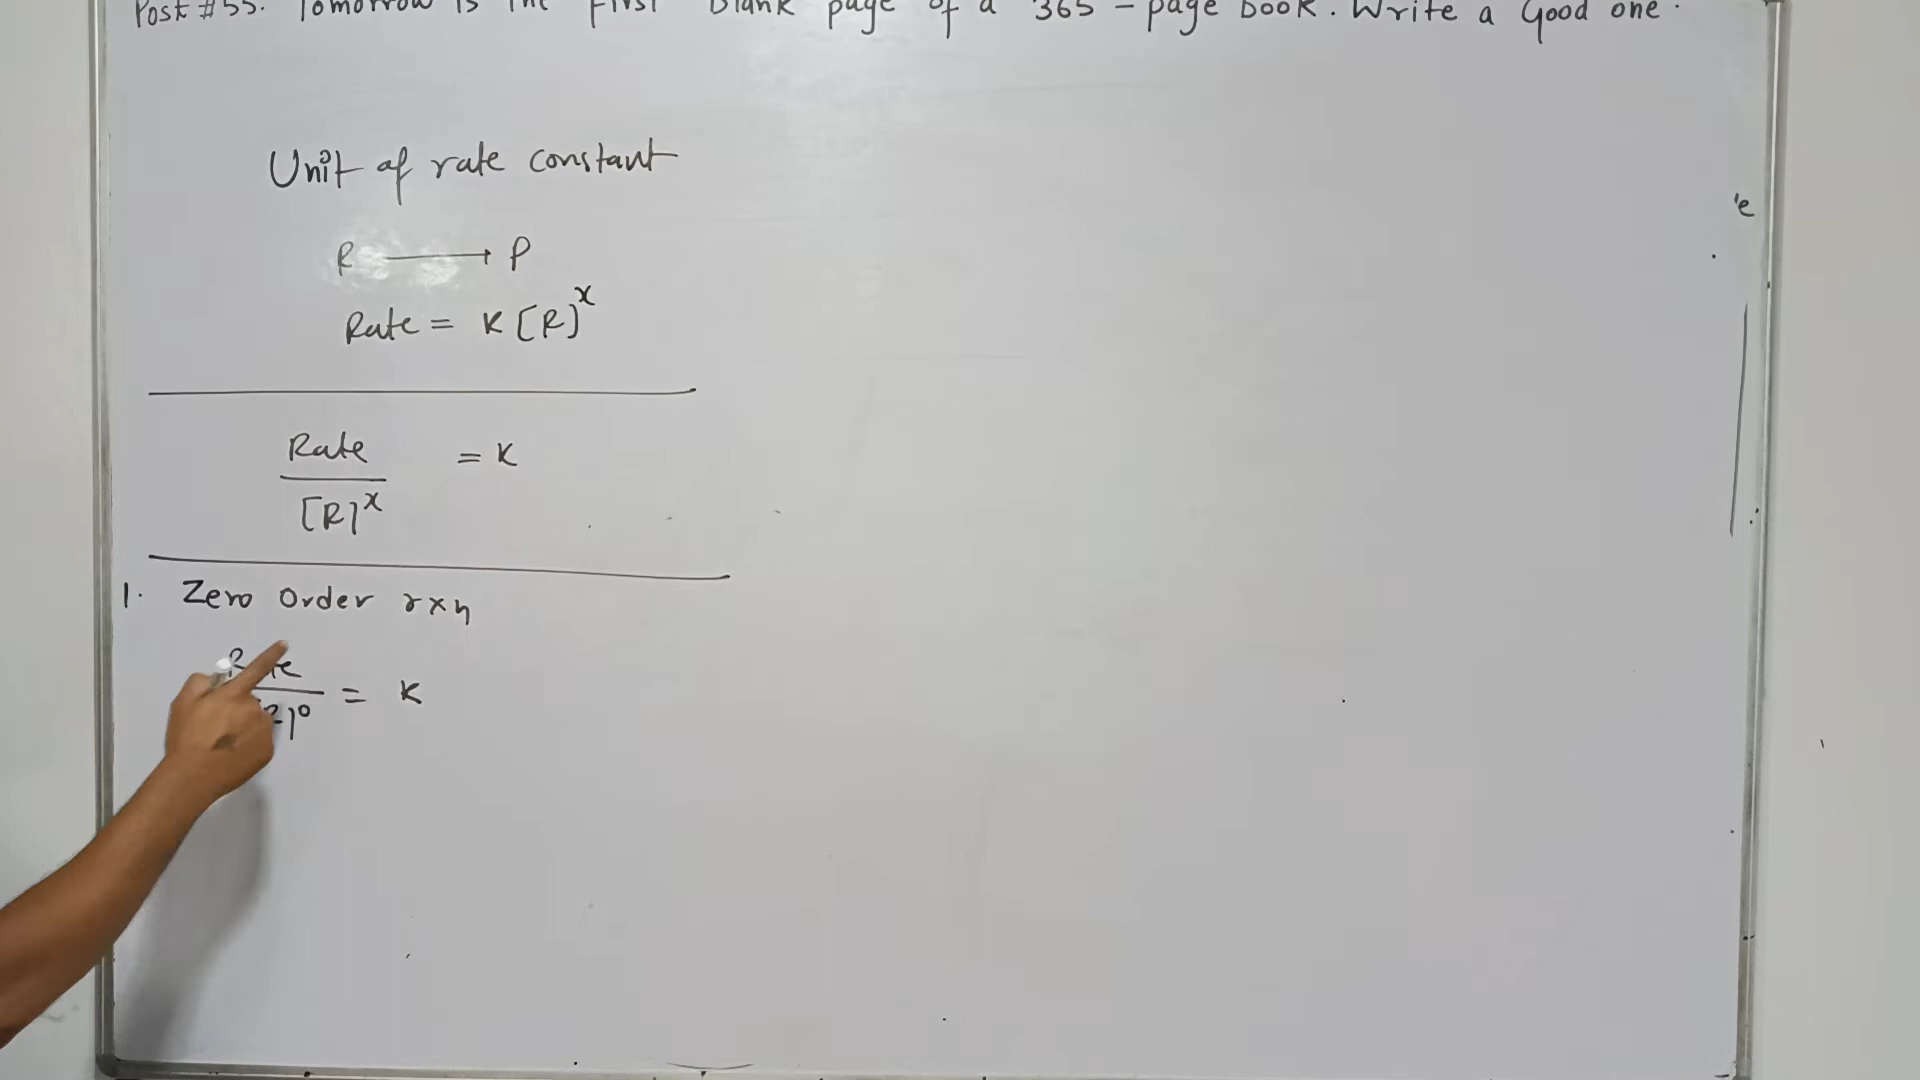 Post #55. Tomorrow is the first blank page of a 365-page book. Write a Good one.
Unit of rate constant
R ⟶ P
Rate = K [R]^x
Rate / [R]^x = K
1. Zero Order rxn
= K
'e